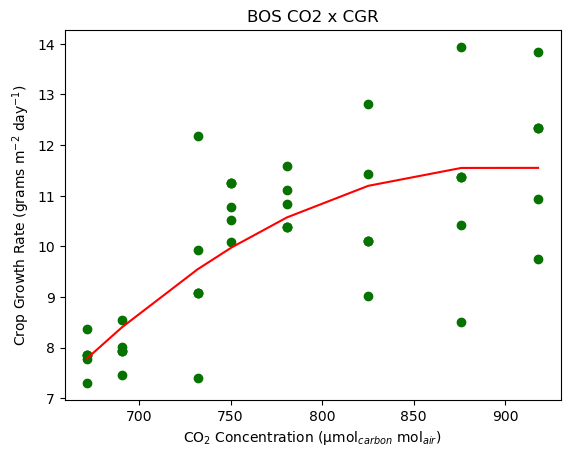 BOS CO2 x CGR
14
13
12
11
10
9
8
7
Crop Growth Rate (grams m⁻² day⁻¹)
700 750 800 850 900
CO₂ Concentration (μmol_carbon mol_air)